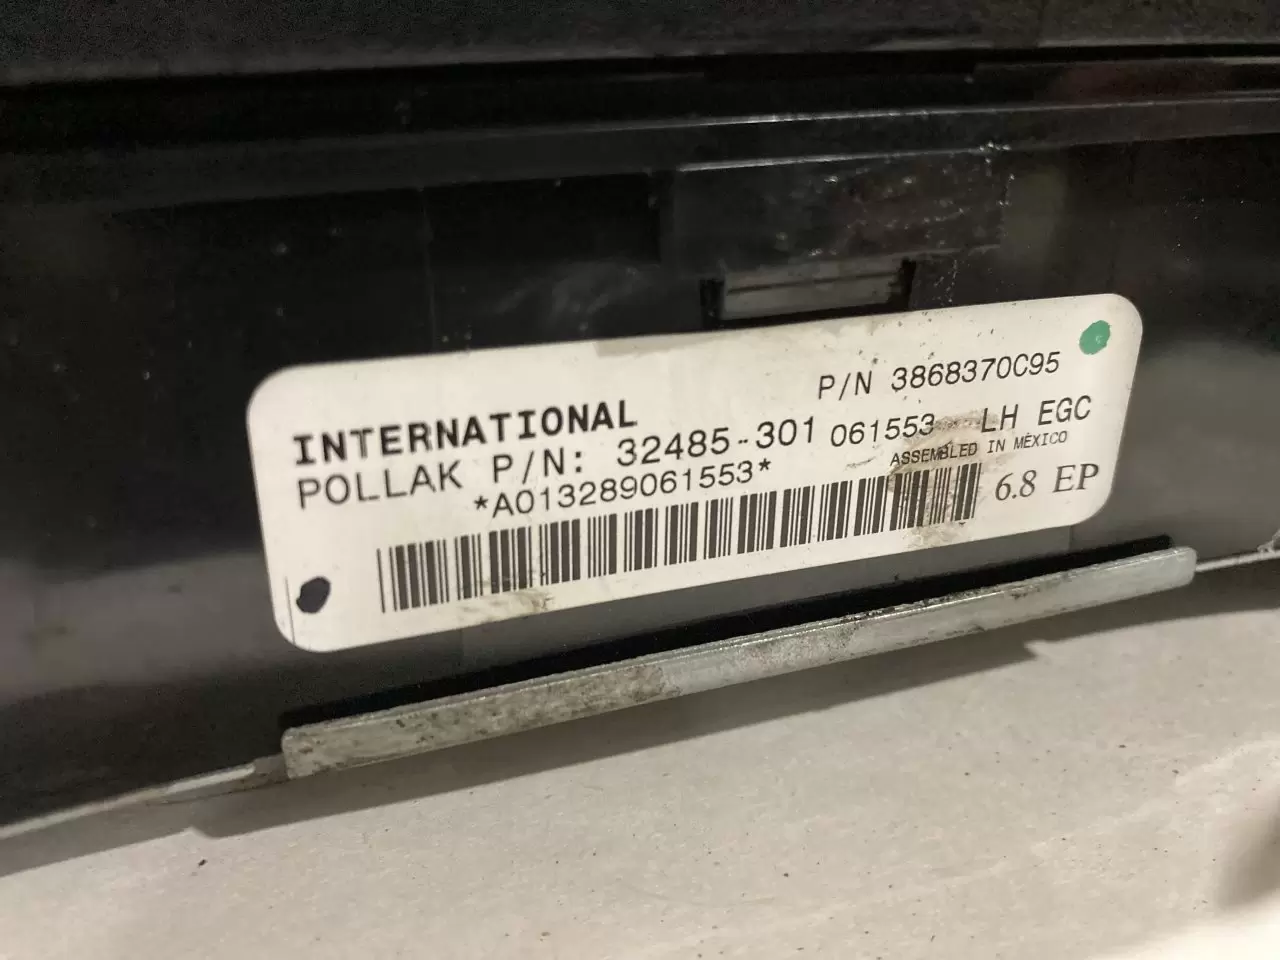 P/N 3868370C95
INTERNATIONAL
POLLAK P/N: 32485-301 061553 LH EGC
*A013289061553*
ASSEMBLED IN MEXICO
6.8 EP